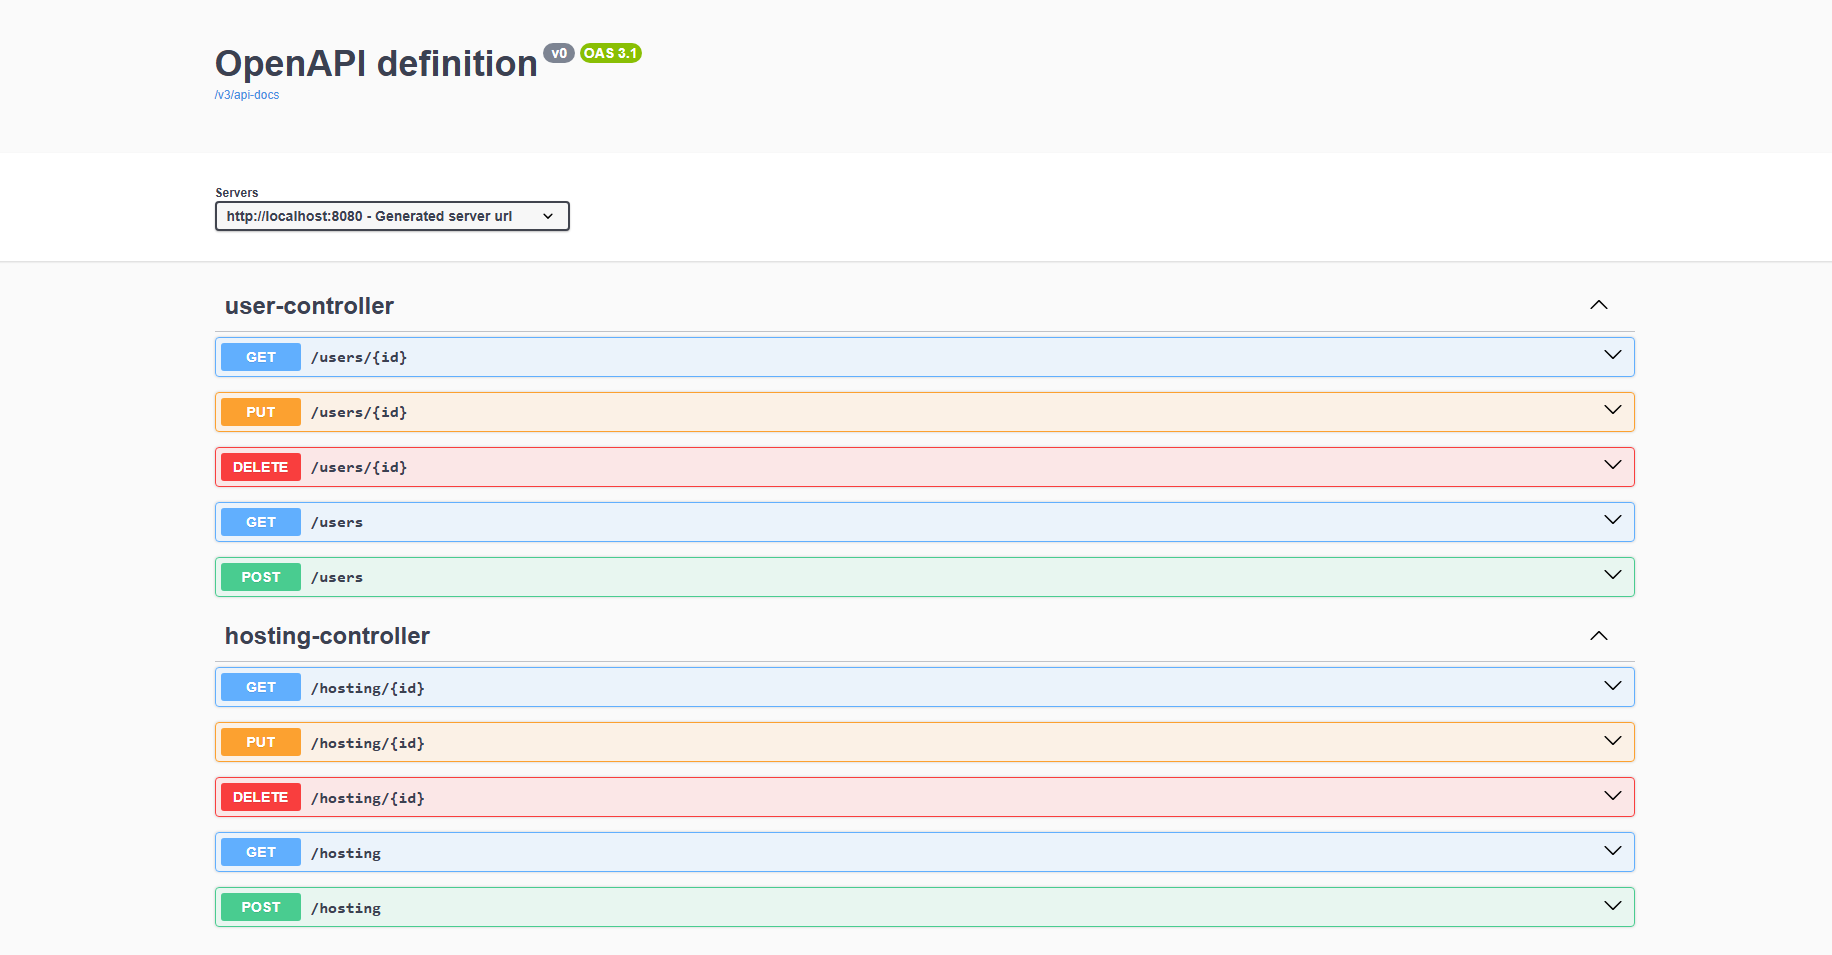 OpenAPI definition v0 OAS 3.1
/v3/api-docs
Servers
http://localhost:8080 - Generated server url
user-controller
GET /users/{id}
PUT /users/{id}
DELETE /users/{id}
GET /users
POST /users
hosting-controller
GET /hosting/{id}
PUT /hosting/{id}
DELETE /hosting/{id}
GET /hosting
POST /hosting